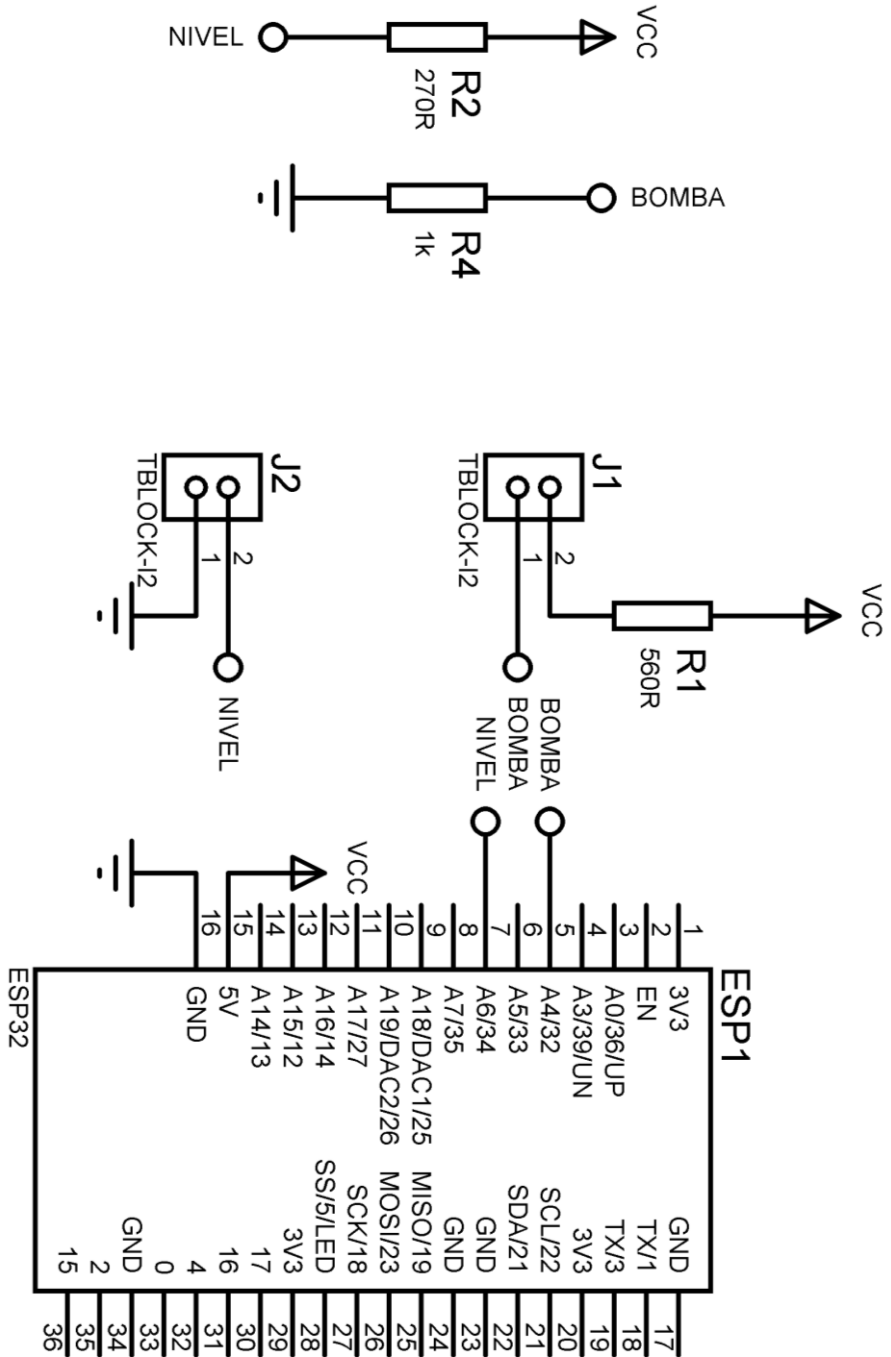 NIVEL
VCC
R2
270R
BOMBA
R4
1k
J2
TBLOCK-I2
1
2
NIVEL
J1
TBLOCK-I2
1
2
BOMBA
VCC
R1
560R
BOMBA
NIVEL
VCC
ESP1
1 3V3
2 EN
3 A0/36/UP
4 A3/39/UN
5 A4/32
6 A5/33
7 A6/34
8 A7/35
9 A18/DAC1/25
10 A19/DAC2/26
11 A17/27
12 A16/14
13 A15/12
14 A14/13
15 5V
16 GND
GND 17
TX/1 18
TX/3 19
3V3 20
SCL/22 21
SDA/21 22
GND 23
GND 24
MISO/19 25
MOSI/23 26
SCK/18 27
SS/5/LED 28
3V3 29
17 30
16 31
4 32
0 33
GND 34
2 35
15 36
ESP32